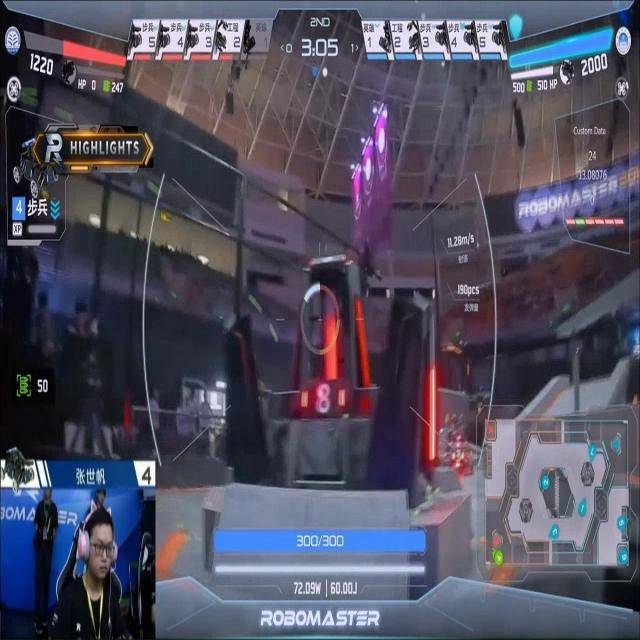 步兵 5 步兵 4 步兵 3 工程 2
2ND
0 3:05 1
英雄 1 工程 2 步兵 3 步兵 4 步兵 5
1220
HP 0 247
500 510 HP
2000
HIGHLIGHTS
Custom Data
24
13.08076
4 步兵
XP
ROBOMASTER
11.28m/s
190pcs
50
8
张世帆 4
300/300
72.09W 60.00J
ROBOMASTER